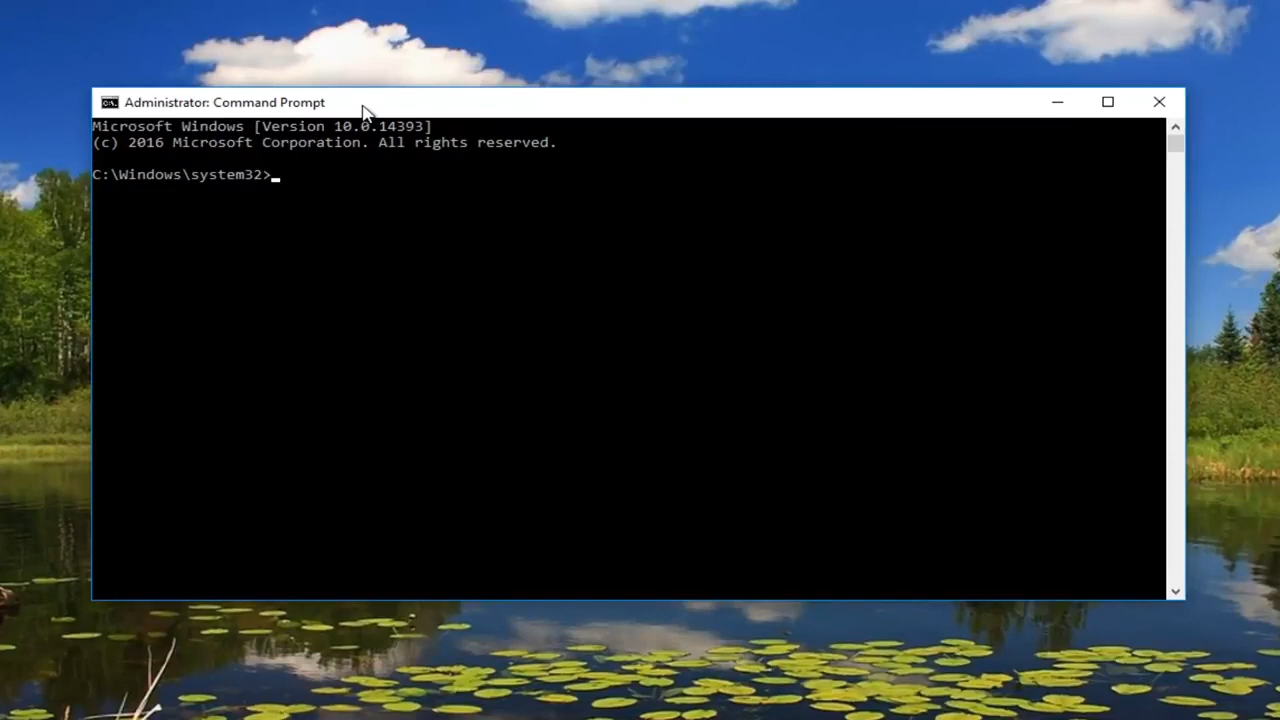 Administrator: Command Prompt
Microsoft Windows [Version 10.0.14393]
(c) 2016 Microsoft Corporation. All rights reserved.
C:\Windows\system32>